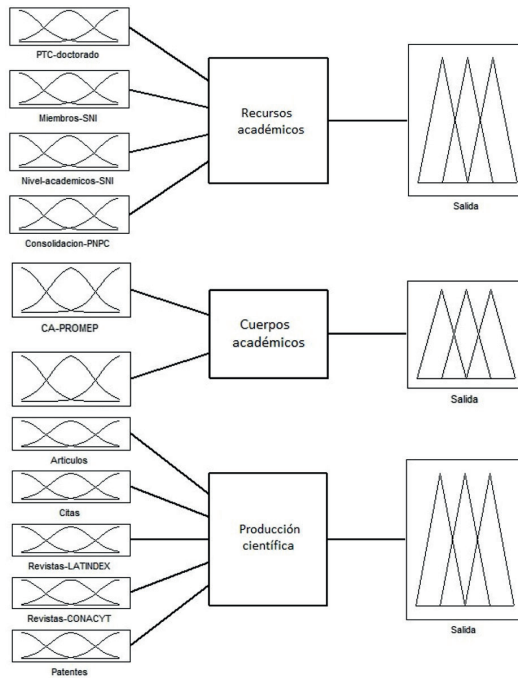 PTC-doctorado
Miembros-SNI
Nivel-academicos-SNI
Consolidacion-PNPC
Recursos
académicos
Salida
CA-PROMEP
Cuerpos
académicos
Salida
Articulos
Citas
Revistas-LATINDEX
Revistas-CONACYT
Patentes
Producción
científica
Salida